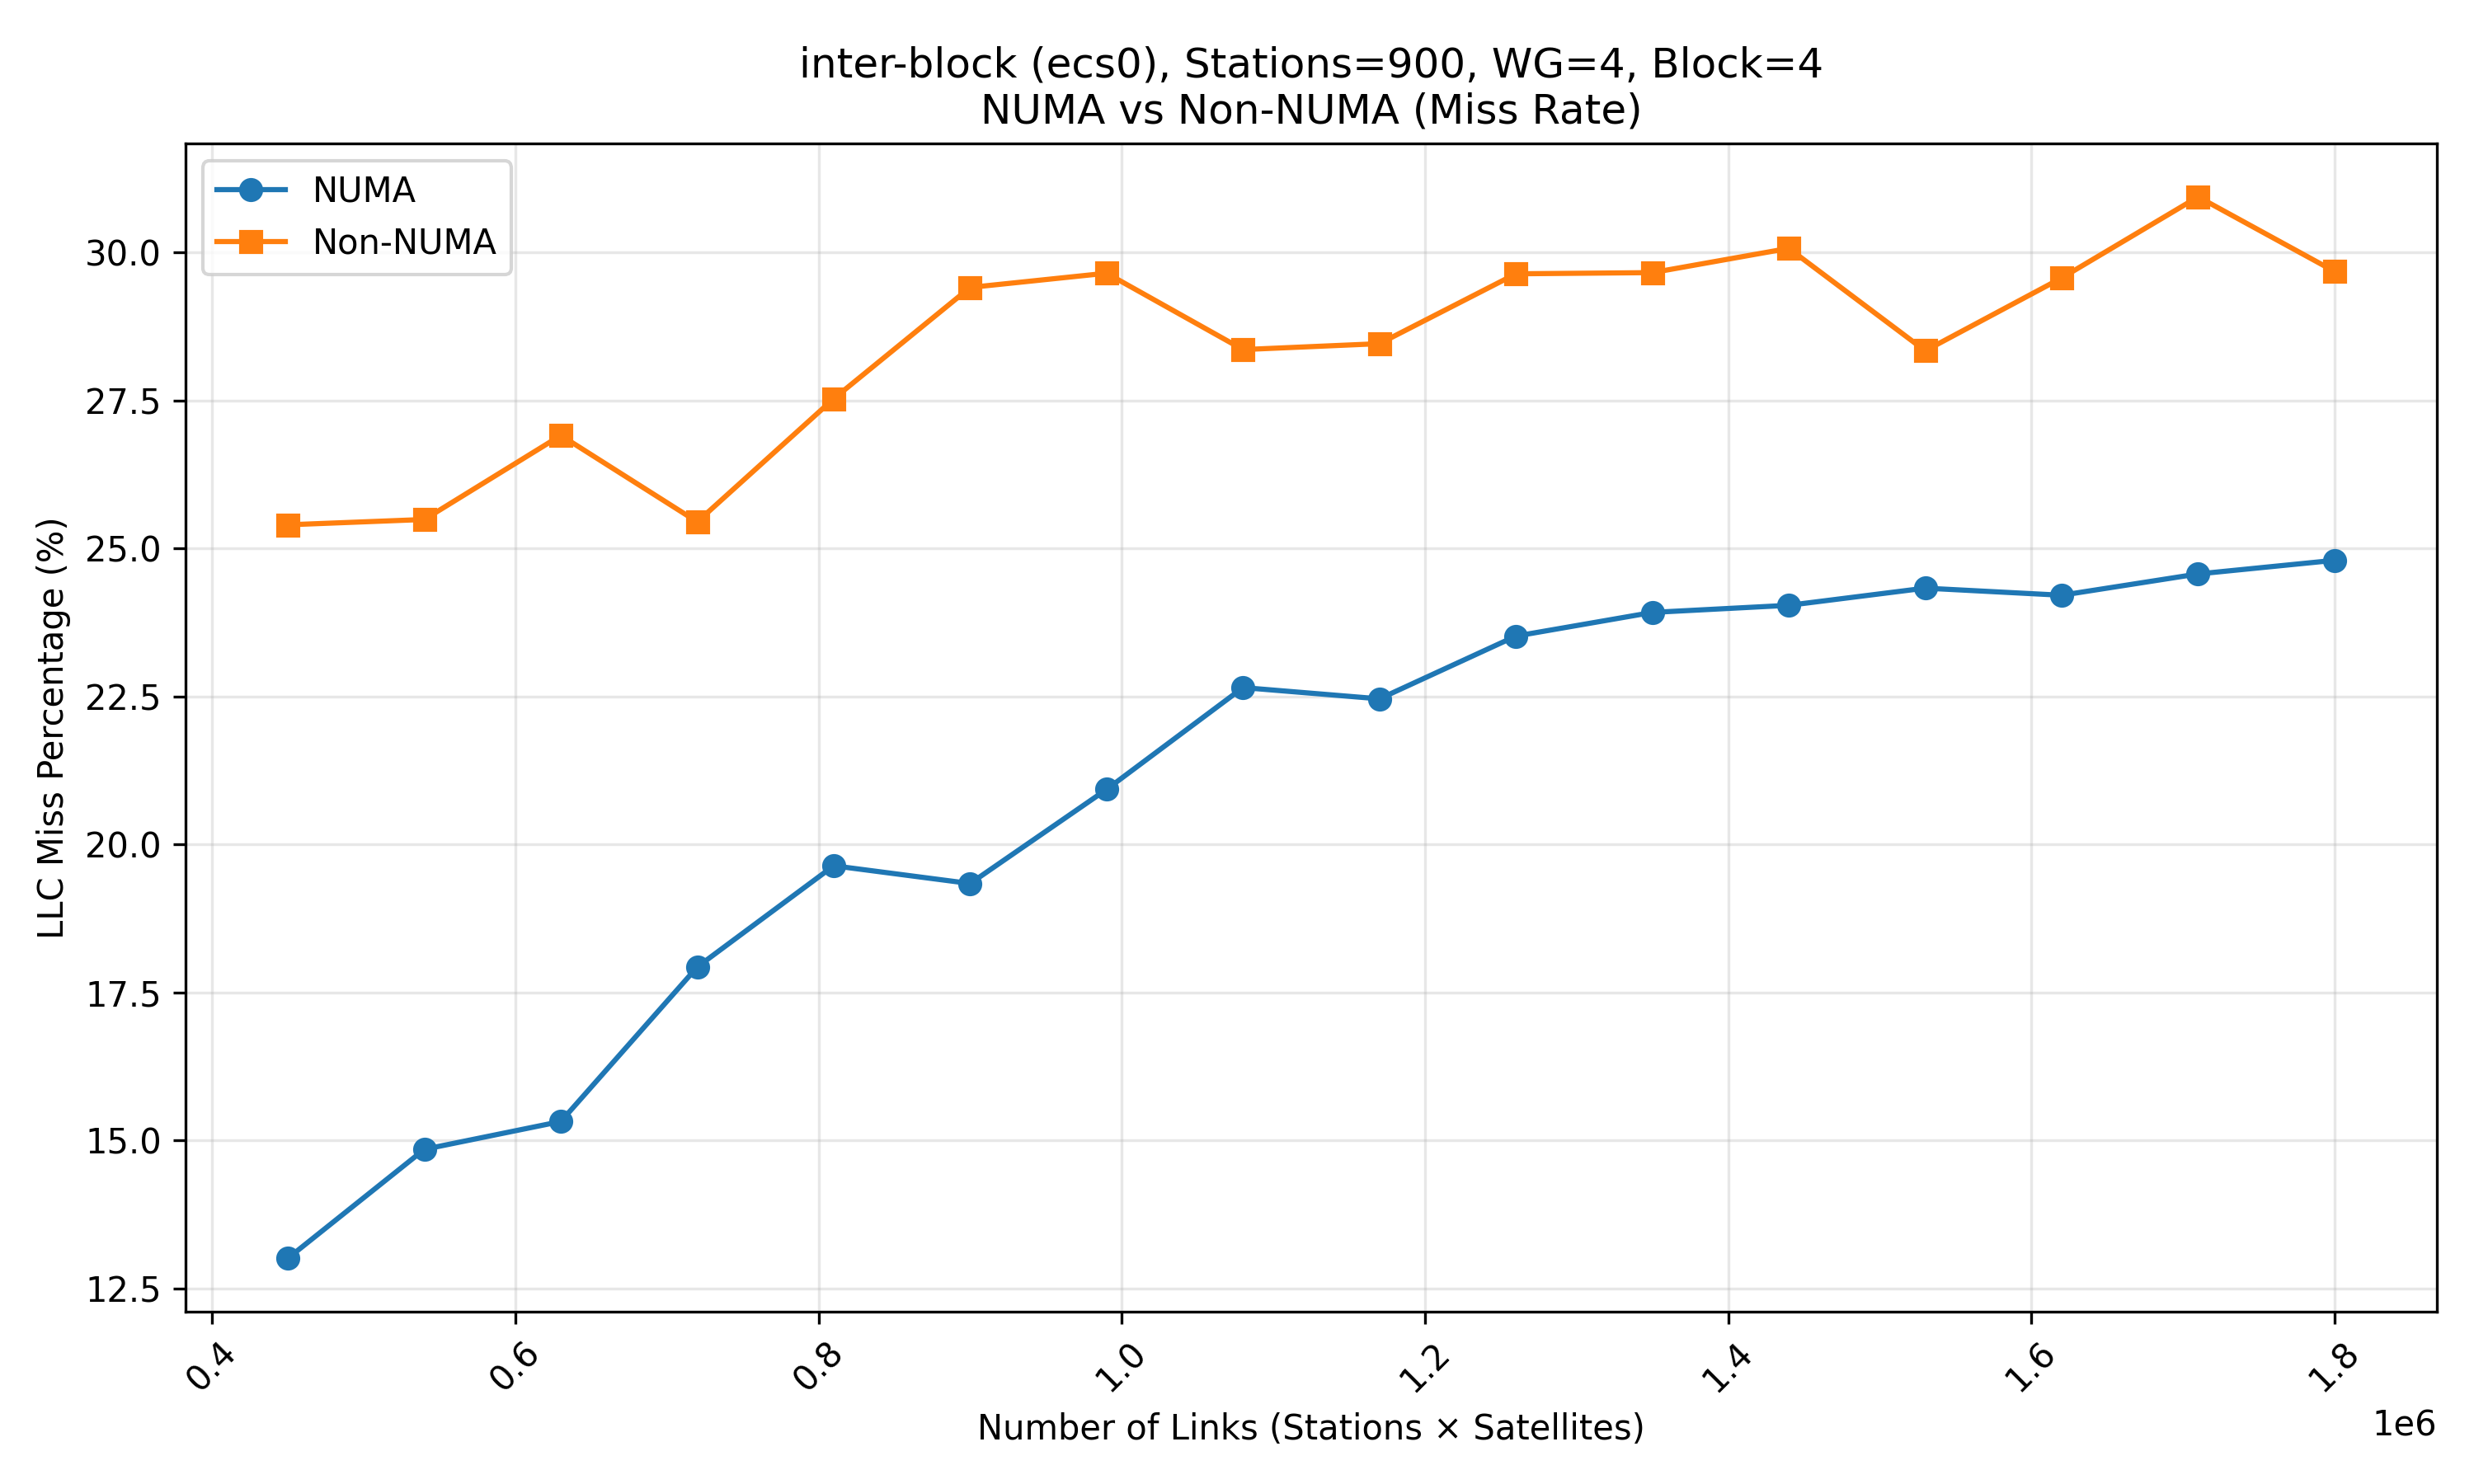 inter-block (ecs0), Stations=900, WG=4, Block=4
NUMA vs Non-NUMA (Miss Rate)
NUMA
Non-NUMA
LLC Miss Percentage (%)
30.0
27.5
25.0
22.5
20.0
17.5
15.0
12.5
0.4
0.6
0.8
1.0
1.2
1.4
1.6
1.8
1e6
Number of Links (Stations × Satellites)